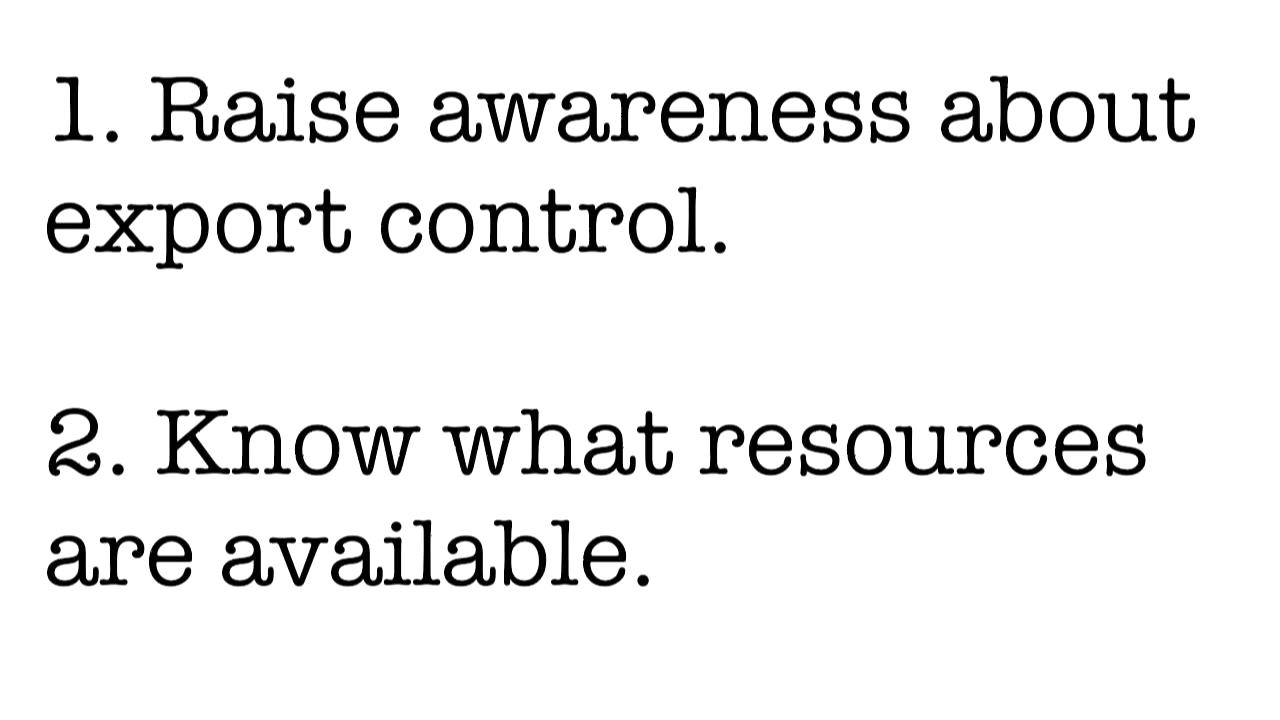 1. Raise awareness about
export control.
2. Know what resources
are available.